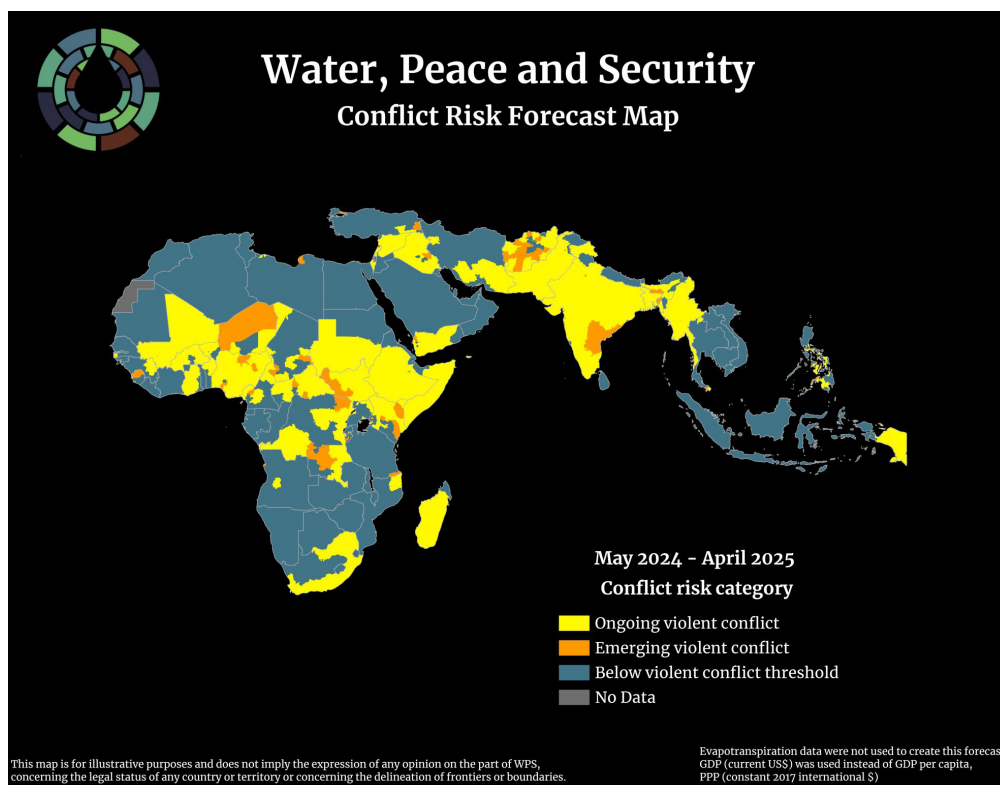 Water, Peace and Security
Conflict Risk Forecast Map
May 2024 - April 2025
Conflict risk category
Ongoing violent conflict
Emerging violent conflict
Below violent conflict threshold
No Data
This map is for illustrative purposes and does not imply the expression of any opinion on the part of WPS,
concerning the legal status of any country or territory or concerning the delineation of frontiers or boundaries.
Evapotranspiration data were not used to create this forecas
GDP (current US$) was used instead of GDP per capita,
PPP (constant 2017 international $)